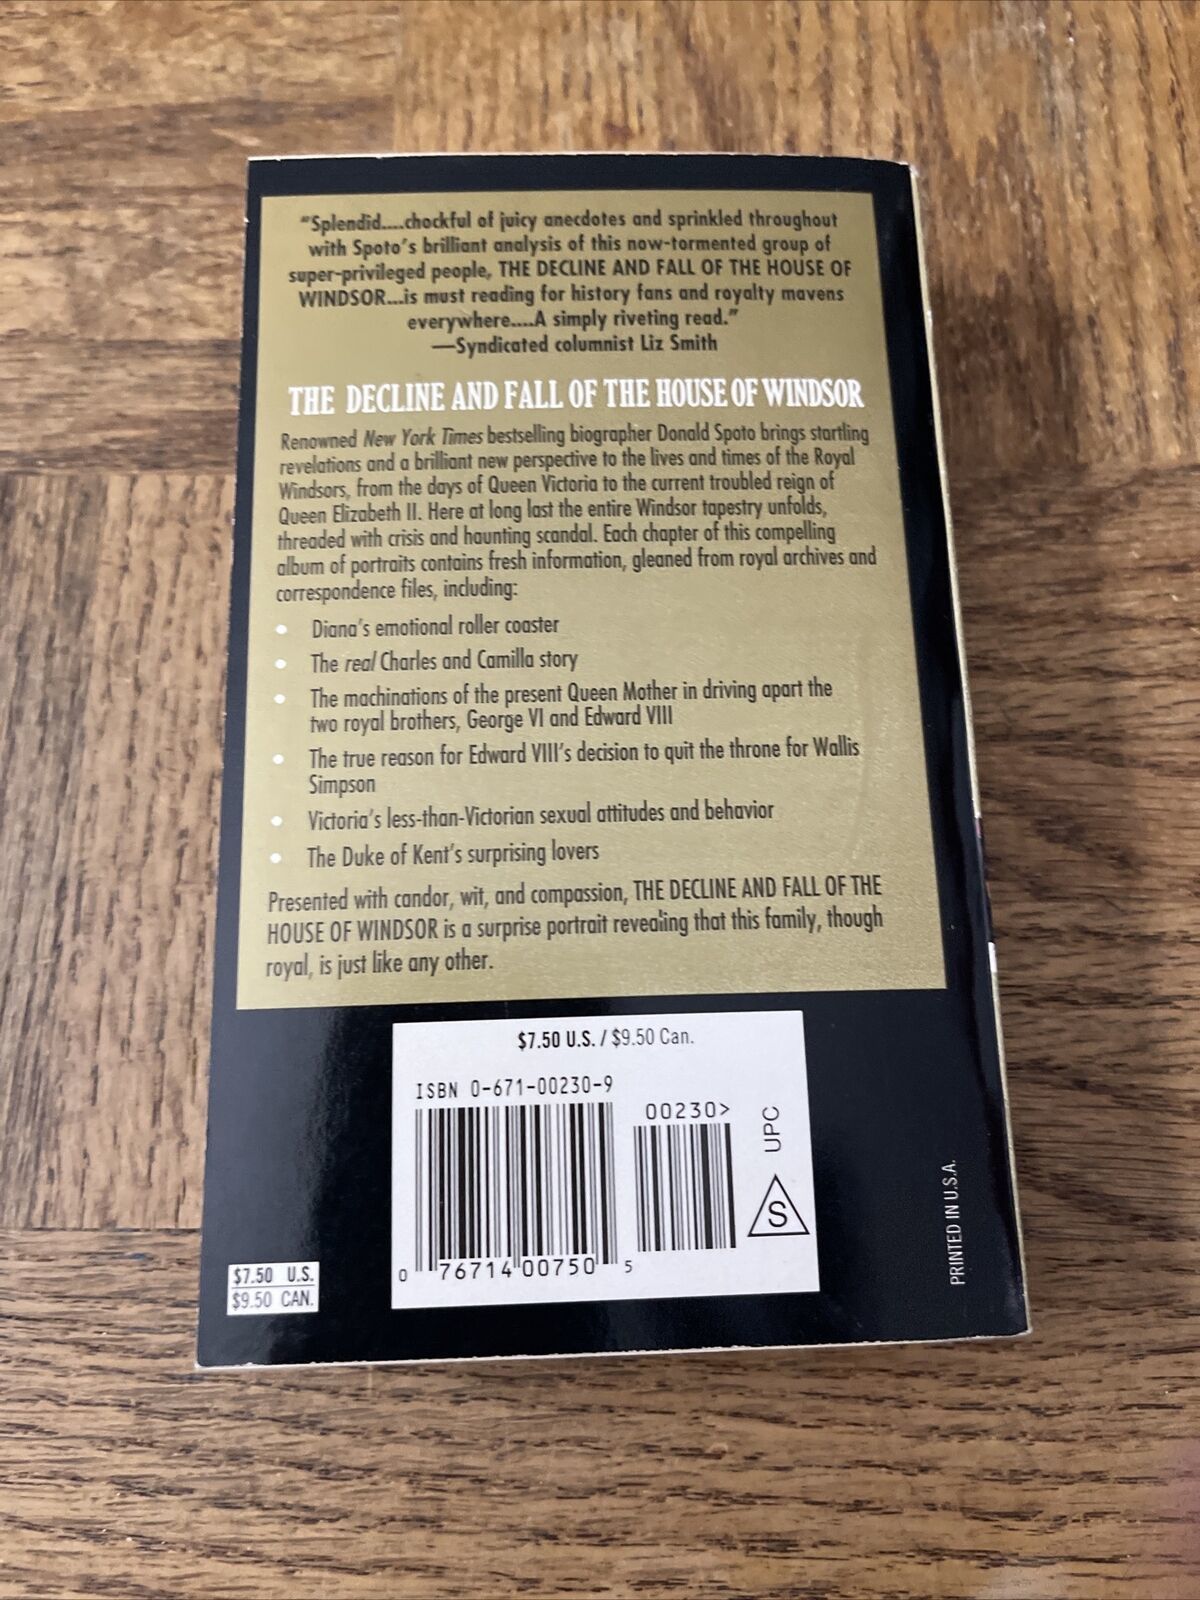 "Splendid....chockful of juicy anecdotes and sprinkled throughout
with Spoto's brilliant analysis of this now-tormented group of
super-privileged people, THE DECLINE AND FALL OF THE HOUSE OF
WINDSOR...is must reading for history fans and royalty mavens
everywhere....A simply riveting read."
—Syndicated columnist Liz Smith
THE DECLINE AND FALL OF THE HOUSE OF WINDSOR
Renowned New York Times bestselling biographer Donald Spoto brings startling
revelations and a brilliant new perspective to the lives and times of the Royal
Windsors, from the days of Queen Victoria to the current troubled reign of
Queen Elizabeth II. Here at long last the entire Windsor tapestry unfolds,
threaded with crisis and haunting scandal. Each chapter of this compelling
album of portraits contains fresh information, gleaned from royal archives and
correspondence files, including:
• Diana's emotional roller coaster
• The real Charles and Camilla story
• The machinations of the present Queen Mother in driving apart the
two royal brothers, George VI and Edward VIII
• The true reason for Edward VIII's decision to quit the throne for Wallis
Simpson
• Victoria's less-than-Victorian sexual attitudes and behavior
• The Duke of Kent's surprising lovers
Presented with candor, wit, and compassion, THE DECLINE AND FALL OF THE
HOUSE OF WINDSOR is a surprise portrait revealing that this family, though
royal, is just like any other.
$7.50 U.S. / $9.50 Can.
ISBN 0-671-00230-9
00230>
UPC
S
0 76714 00750 5
$7.50 U.S.
$9.50 CAN.
PRINTED IN U.S.A.